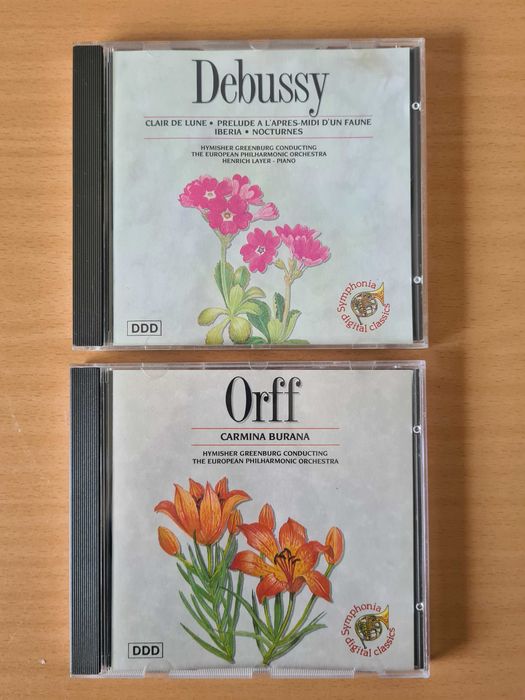 Debussy
CLAIR DE LUNE • PRELUDE A L'APRES-MIDI D'UN FAUNE
IBERIA • NOCTURNES
HYMISHER GREENBURG CONDUCTING
THE EUROPEAN PHILHARMONIC ORCHESTRA
HENRICH LAYER - PIANO
DDD
Symphonia
digital classics
Orff
CARMINA BURANA
HYMISHER GREENBURG CONDUCTING
THE EUROPEAN PHILHARMONIC ORCHESTRA
DDD
Symphonia
digital classics